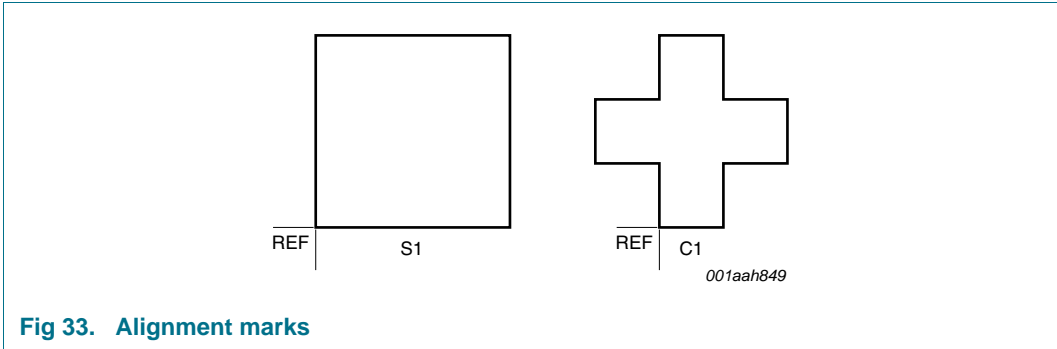 REF
S1
REF
C1
001aah849
Fig 33. Alignment marks